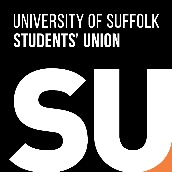 UNIVERSITY OF SUFFOLK
STUDENTS' UNION
SU